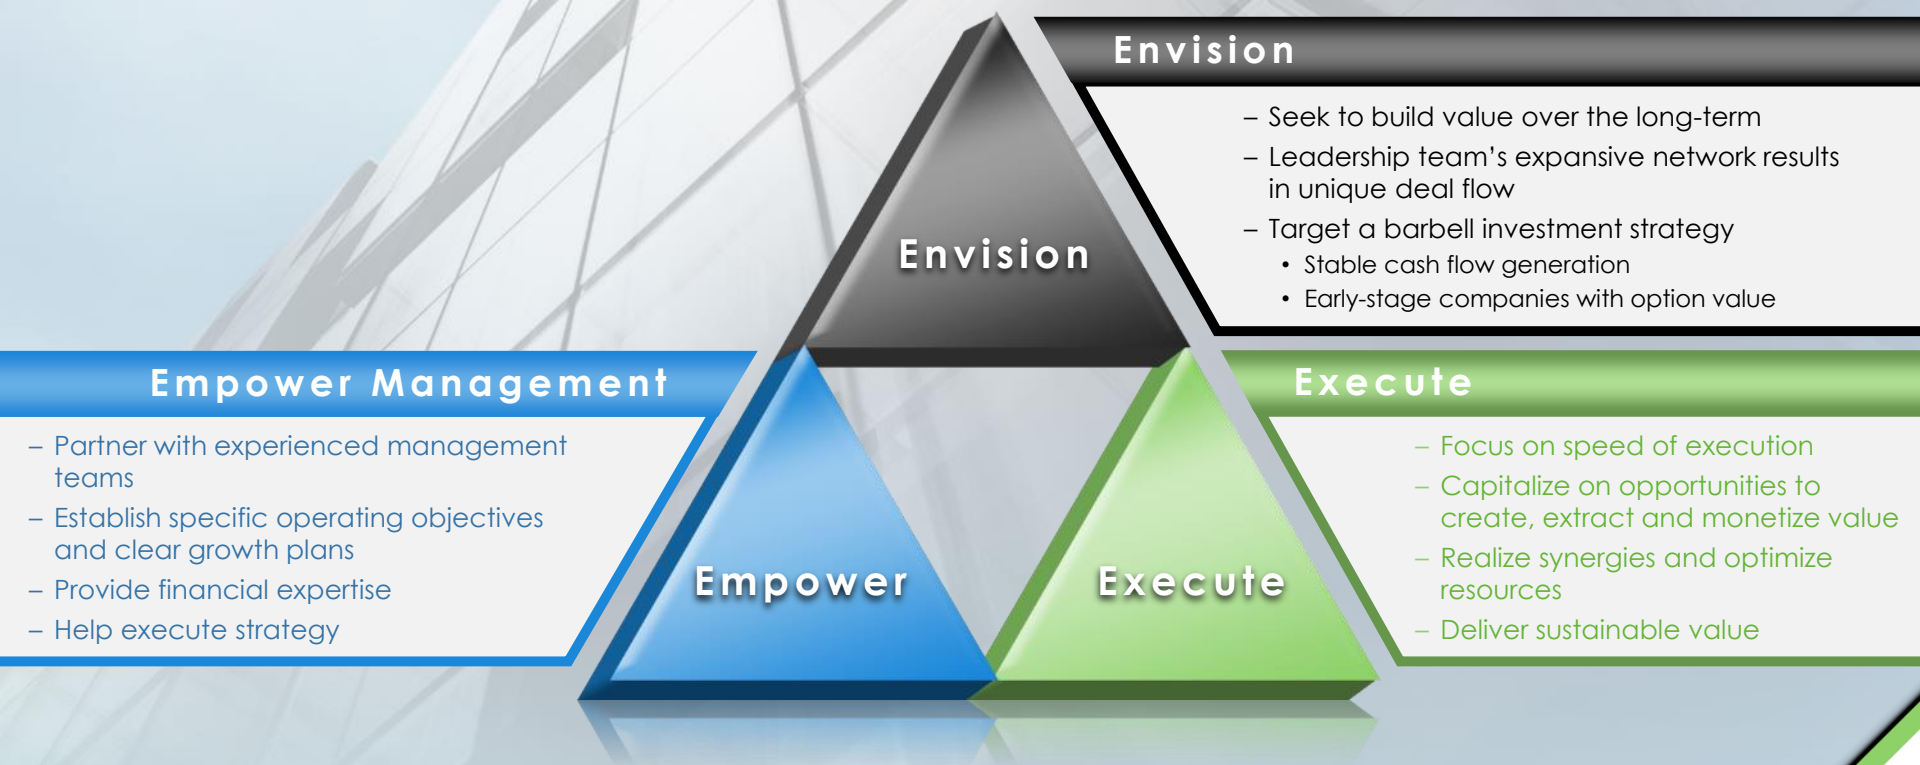 Envision
– Seek to build value over the long-term
– Leadership team’s expansive network results
in unique deal flow
– Target a barbell investment strategy
• Stable cash flow generation
• Early-stage companies with option value
Envision
Empower Management
– Partner with experienced management
teams
– Establish specific operating objectives
and clear growth plans
– Provide financial expertise
– Help execute strategy
Empower
Execute
Execute
– Focus on speed of execution
– Capitalize on opportunities to
create, extract and monetize value
– Realize synergies and optimize
resources
– Deliver sustainable value